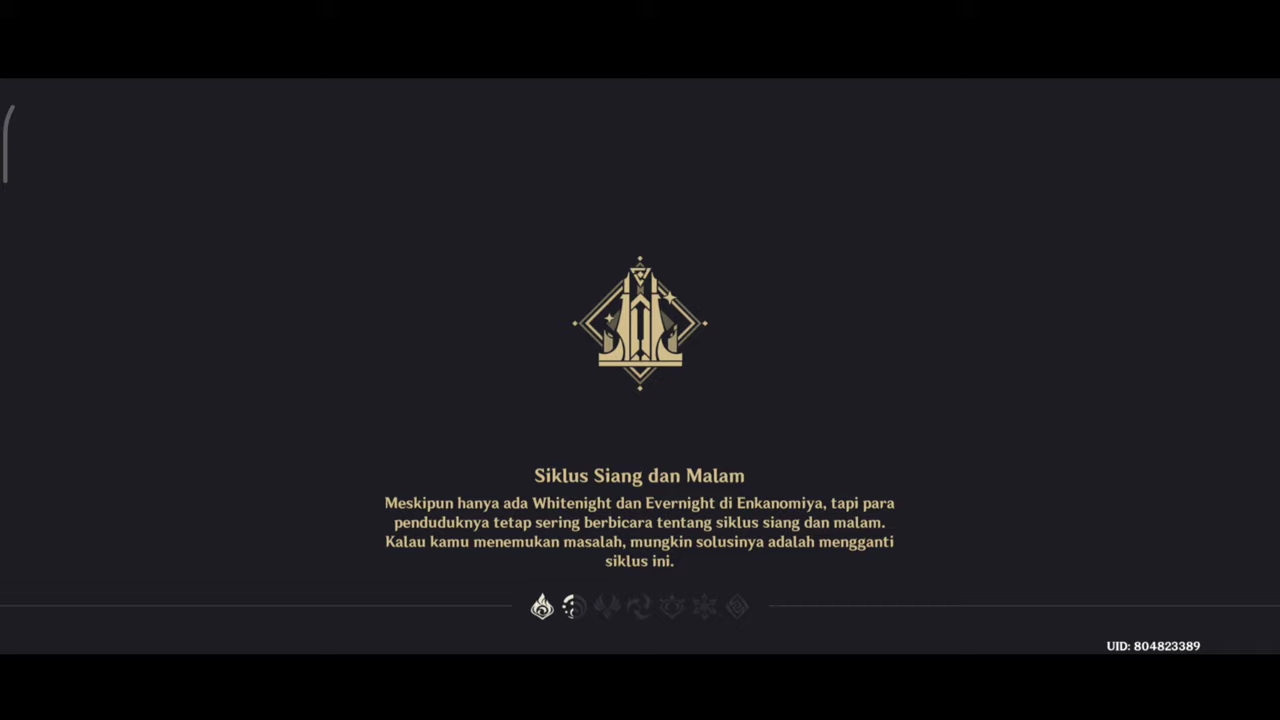 Siklus Siang dan Malam
Meskipun hanya ada Whitenight dan Evernight di Enkanomiya, tapi para
penduduknya tetap sering berbicara tentang siklus siang dan malam.
Kalau kamu menemukan masalah, mungkin solusinya adalah mengganti
siklus ini.
UID: 804823389